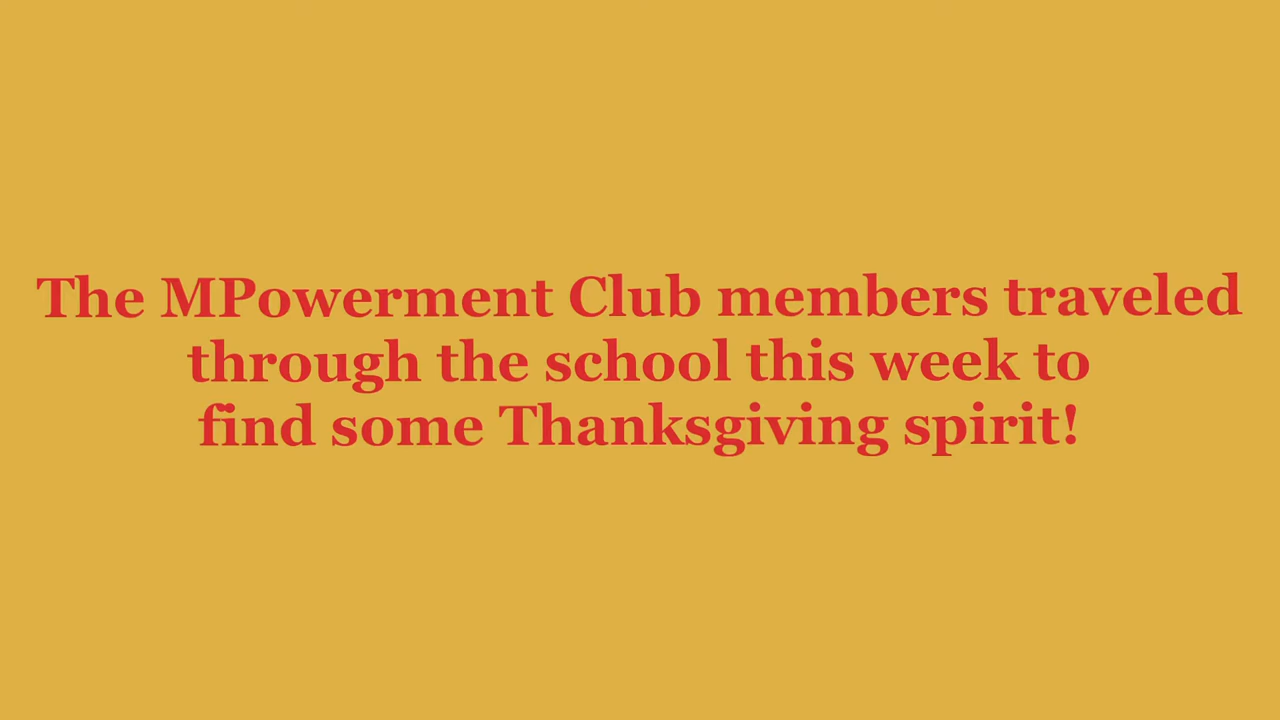 The MPowerment Club members traveled
through the school this week to
find some Thanksgiving spirit!